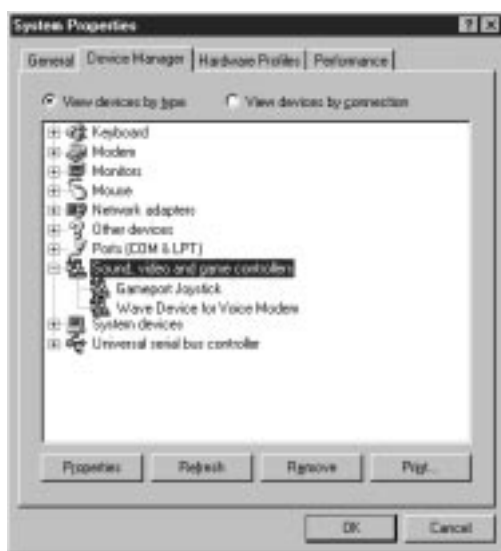 System Properties
General Device Manager Hardware Profiles Performance
View devices by type View devices by connection
Keyboard
Modem
Monitors
Mouse
Network adapters
Other devices
Ports (COM & LPT)
Sound, video and game controllers
Gameport Joystick
Wave Device for Voice Modem
System devices
Universal serial bus controller
Properties Refresh Remove Print...
OK Cancel